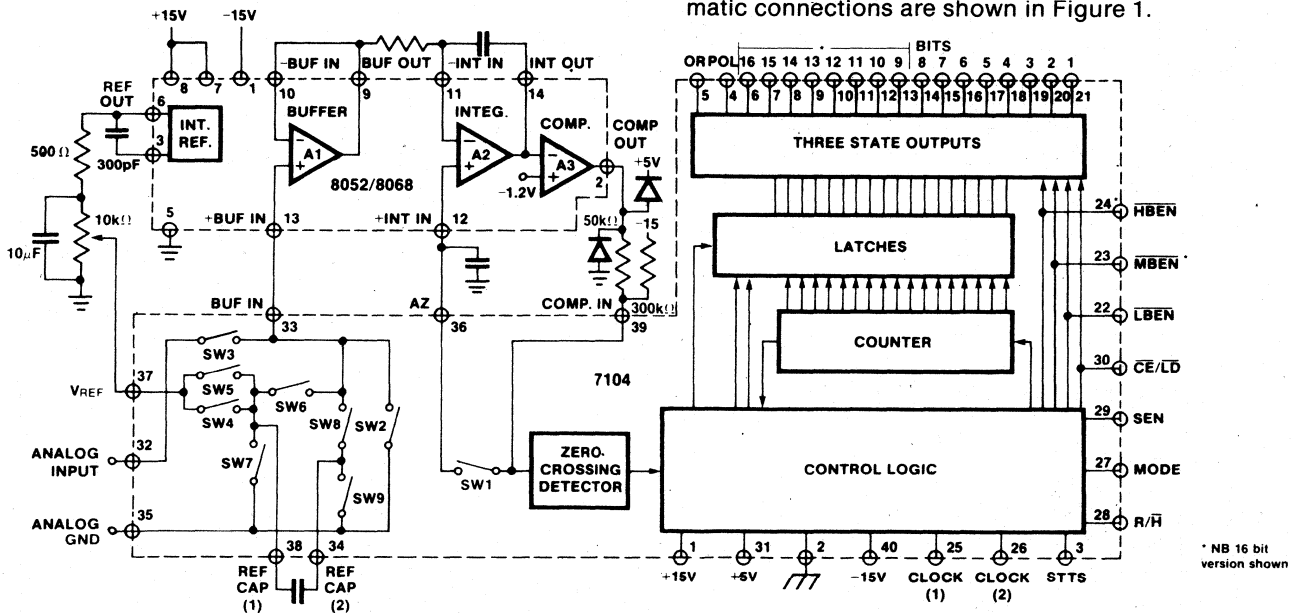 matic connections are shown in Figure 1.
+15V
-15V
-BUF IN
BUF OUT
-INT IN
INT OUT
BITS
OR POL 16 15 14 13 12 11 10 9 8 7 6 5 4 3 2 1
8 7 1 10 9 11 14
5 4 6 7 8 9 10 11 12 13 14 15 16 17 18 19 20 21
REF OUT
6
3
INT. REF.
BUFFER
INTEG.
COMP.
COMP OUT
A1
A2
A3
2
+5V
-1.2V
8052/8068
THREE STATE OUTPUTS
500 Ω
300pF
10kΩ
10μF
5
+BUF IN
13
+INT IN
12
50kΩ
-15
300kΩ
24
HBEN
LATCHES
23
MBEN
BUF IN
33
AZ
36
COMP. IN
39
22
LBEN
COUNTER
30
CE/LD
7104
VREF
37
SW3
SW5
SW4
SW6
SW8
SW2
SW7
SW9
SW1
ANALOG INPUT
32
ANALOG GND
35
ZERO-CROSSING DETECTOR
CONTROL LOGIC
29
SEN
27
MODE
28
R/H
38
34
REF CAP (1)
REF CAP (2)
1
31
2
40
25
26
3
+15V
+5V
-15V
CLOCK (1)
CLOCK (2)
STTS
* NB 16 bit
version shown